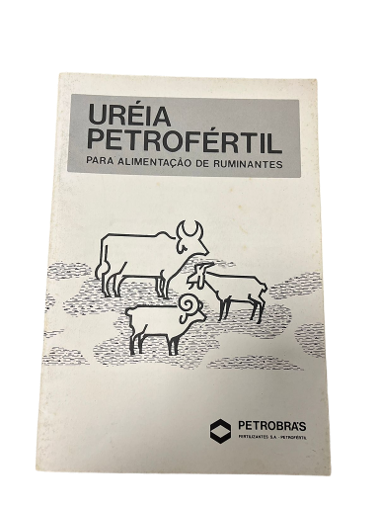 URÉIA
PETROFÉRTIL
PARA ALIMENTAÇÃO DE RUMINANTES
PETROBRÁS
FERTILIZANTES S.A. - PETROFÉRTIL